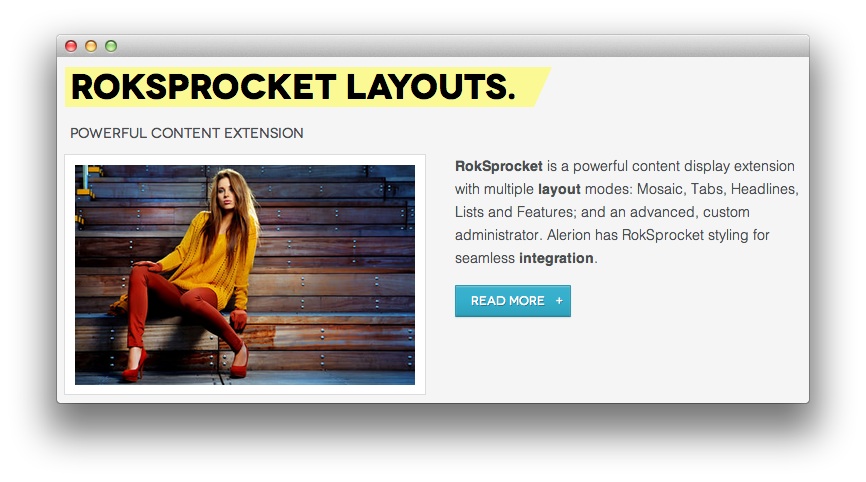 ROKSPROCKET LAYOUTS.
POWERFUL CONTENT EXTENSION
RokSprocket is a powerful content display extension
with multiple layout modes: Mosaic, Tabs, Headlines,
Lists and Features; and an advanced, custom
administrator. Alerion has RokSprocket styling for
seamless integration.
READ MORE +